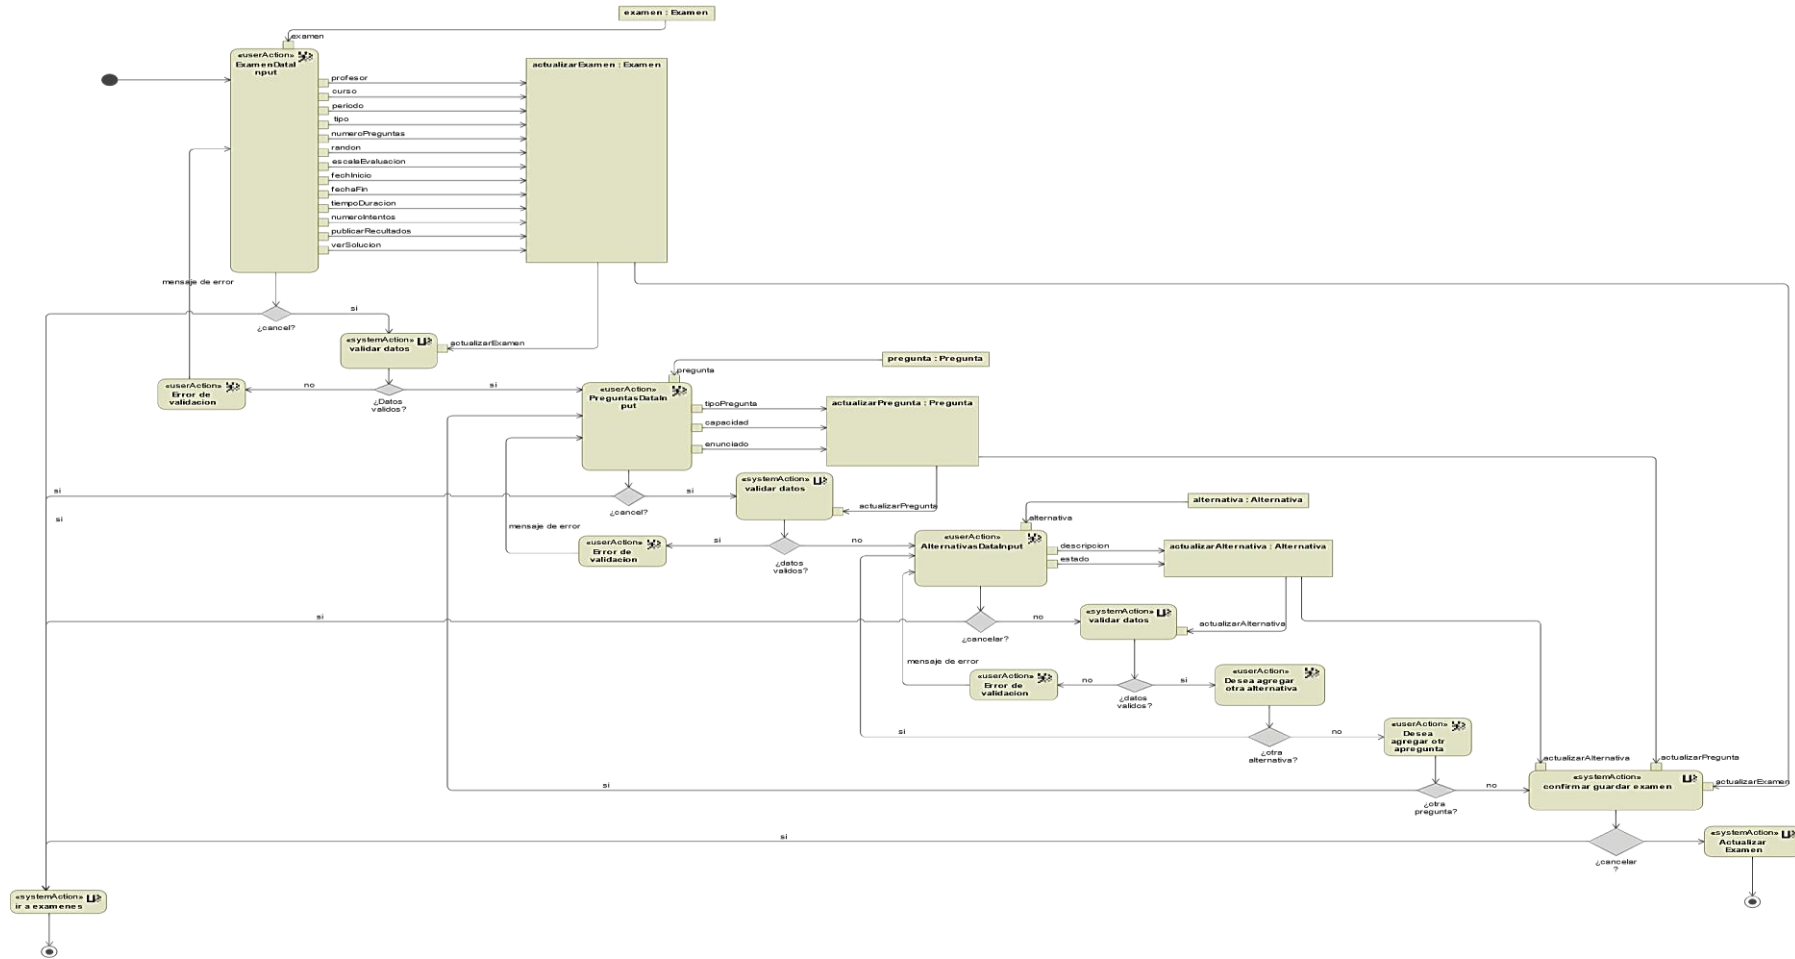 examen : Examen
examen
«userAction»
ExamenDataI
nput
actualizarExamen : Examen
profesor
curso
periodo
tipo
numeroPreguntas
randon
escalaEvaluacion
fechInicio
fechaFin
tiempoDuracion
numeroIntentos
publicarRecultados
verSolucion
mensaje de error
si
¿cancel?
«systemAction»
validar datos
actualizarExamen
pregunta : Pregunta
pregunta
«userAction»
Error de
validacion
no
¿Datos
validos?
si
«userAction»
PreguntasDataIn
put
tipoPregunta
capacidad
enunciado
actualizarPregunta : Pregunta
si
¿cancel?
si
«systemAction»
validar datos
actualizarPregunta
alternativa : Alternativa
alternativa
si
mensaje de error
«userAction»
Error de
validacion
si
¿datos
validos?
no
«userAction»
AlternativasDataInput
descripcion
estado
actualizarAlternativa : Alternativa
si
¿cancelar?
no
«systemAction»
validar datos
actualizarAlternativa
mensaje de error
«userAction»
Error de
validacion
no
¿datos
validos?
si
«userAction»
Desea agregar
otra alternativa
si
¿otra
alternativa?
no
«userAction»
Desea
agregar otr
apregunta
actualizarAlternativa
actualizarPregunta
actualizarExamen
si
¿otra
pregunta?
no
«systemAction»
confirmar guardar examen
si
¿cancelar
?
«systemAction»
Actualizar
Examen
«systemAction»
ir a examenes